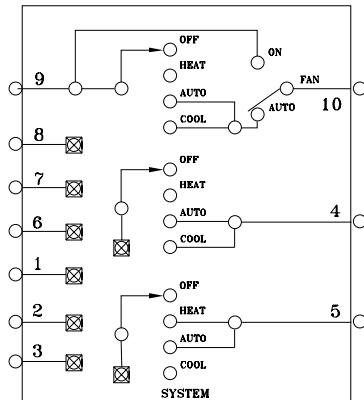 OFF
ON
HEAT
9
FAN
AUTO
10
AUTO
COOL
8
OFF
7
HEAT
6
AUTO
4
COOL
1
OFF
2
HEAT
5
AUTO
3
COOL
SYSTEM